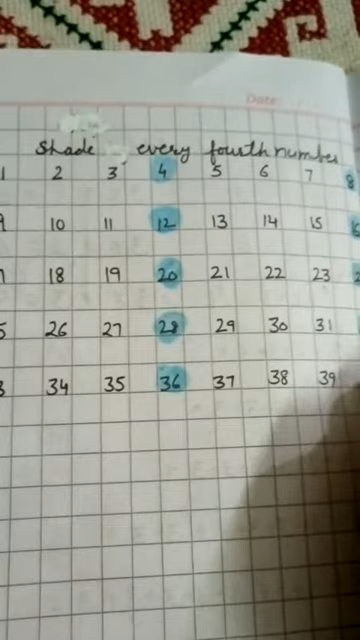 Date
shade every fourth number
1 2 3 4 5 6 7 8
9 10 11 12 13 14 15
18 19 20 21 22 23
26 27 28 29 30 31
34 35 36 37 38 39